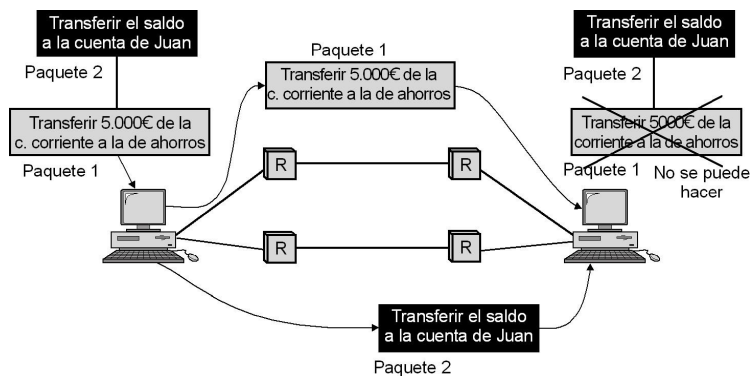 Transferir el saldo
a la cuenta de Juan
Paquete 2
Transferir 5.000€ de la
c. corriente a la de ahorros
Paquete 1
Paquete 1
Transferir 5.000€ de la
c. corriente a la de ahorros
Transferir el saldo
a la cuenta de Juan
Paquete 2
Transferir 5000€ de la
corriente a la de ahorros
Paquete 1
No se puede
hacer
R
R
R
R
Transferir el saldo
a la cuenta de Juan
Paquete 2